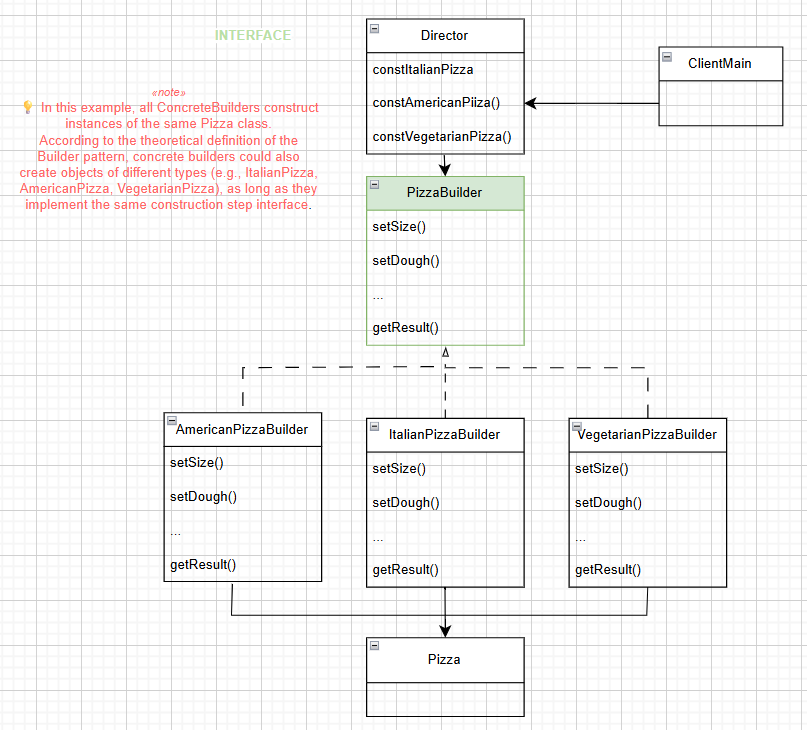 INTERFACE
«note»
💡 In this example, all ConcreteBuilders construct
instances of the same Pizza class.
According to the theoretical definition of the
Builder pattern, concrete builders could also
create objects of different types (e.g., ItalianPizza,
AmericanPizza, VegetarianPizza), as long as they
implement the same construction step interface.
Director
constItalianPizza
constAmericanPiiza()
constVegetarianPizza()
ClientMain
PizzaBuilder
setSize()
setDough()
...
getResult()
AmericanPizzaBuilder
setSize()
setDough()
...
getResult()
ItalianPizzaBuilder
setSize()
setDough()
...
getResult()
VegetarianPizzaBuilder
setSize()
setDough()
...
getResult()
Pizza